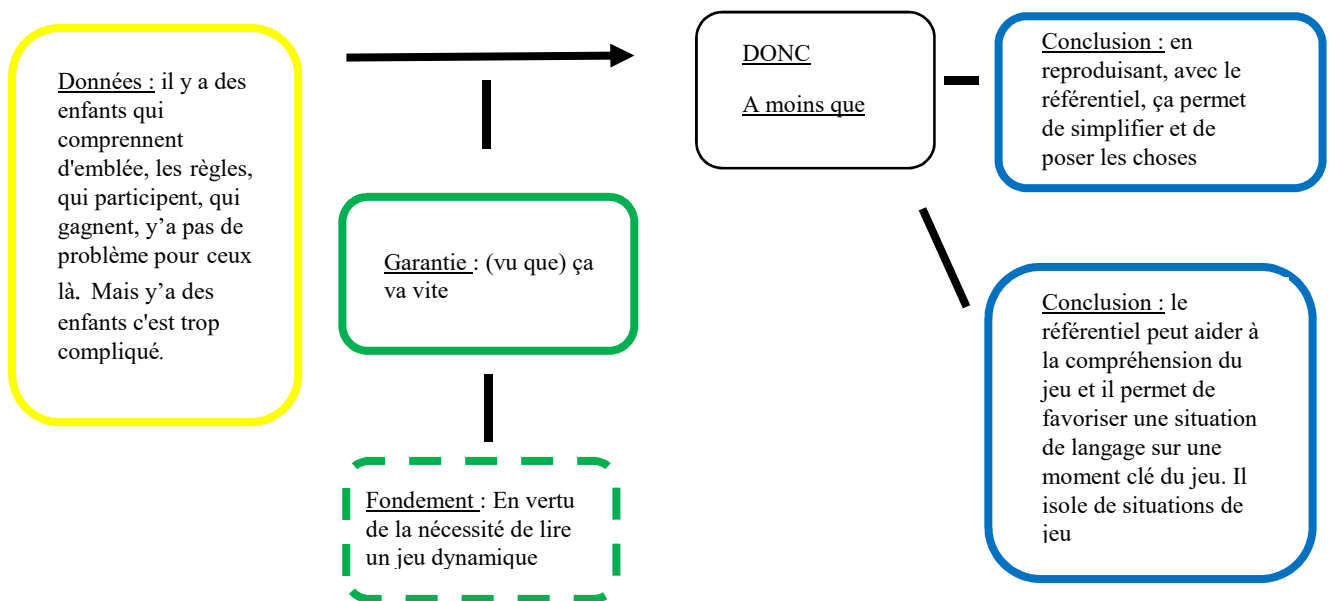 Données : il y a des
enfants qui
comprennent
d'emblée, les règles,
qui participent, qui
gagnent, y’a pas de
problème pour ceux
là. Mais y’a des
enfants c'est trop
compliqué.
Garantie : (vu que) ça
va vite
Fondement : En vertu
de la nécessité de lire
un jeu dynamique
DONC
A moins que
Conclusion : en
reproduisant, avec le
référentiel, ça permet
de simplifier et de
poser les choses
Conclusion : le
référentiel peut aider à
la compréhension du
jeu et il permet de
favoriser une situation
de langage sur une
moment clé du jeu. Il
isole de situations de
jeu